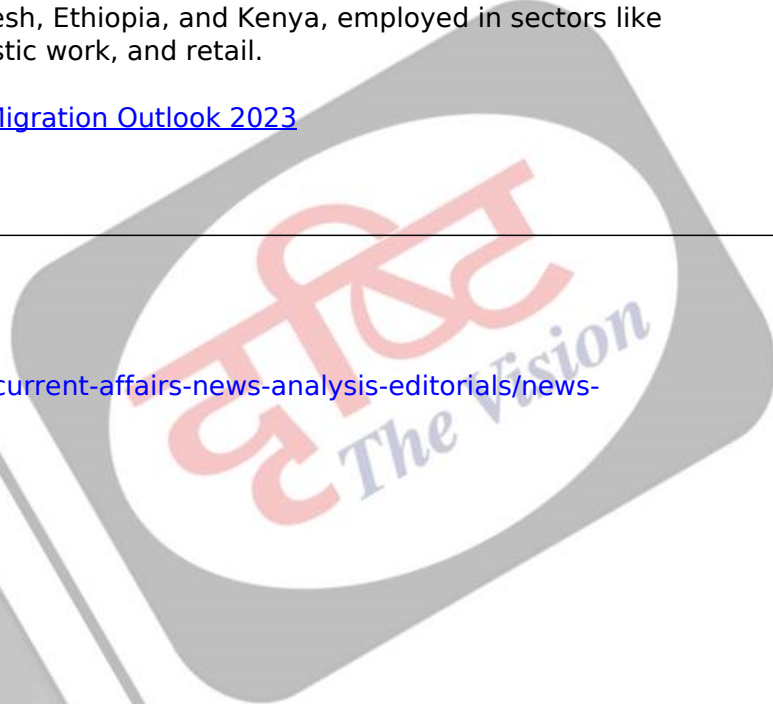 esh, Ethiopia, and Kenya, employed in sectors like
stic work, and retail.
Migration Outlook 2023
current-affairs-news-analysis-editorials/news-
दृष्टि
The Vision